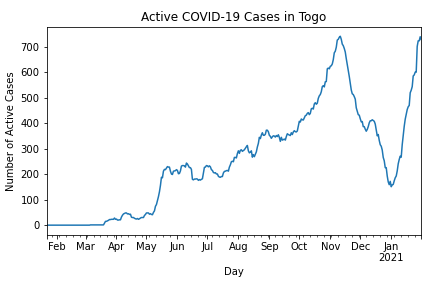 Active COVID-19 Cases in Togo
Number of Active Cases
700
600
500
400
300
200
100
0
Feb Mar Apr May Jun Jul Aug Sep Oct Nov Dec Jan
2021
Day